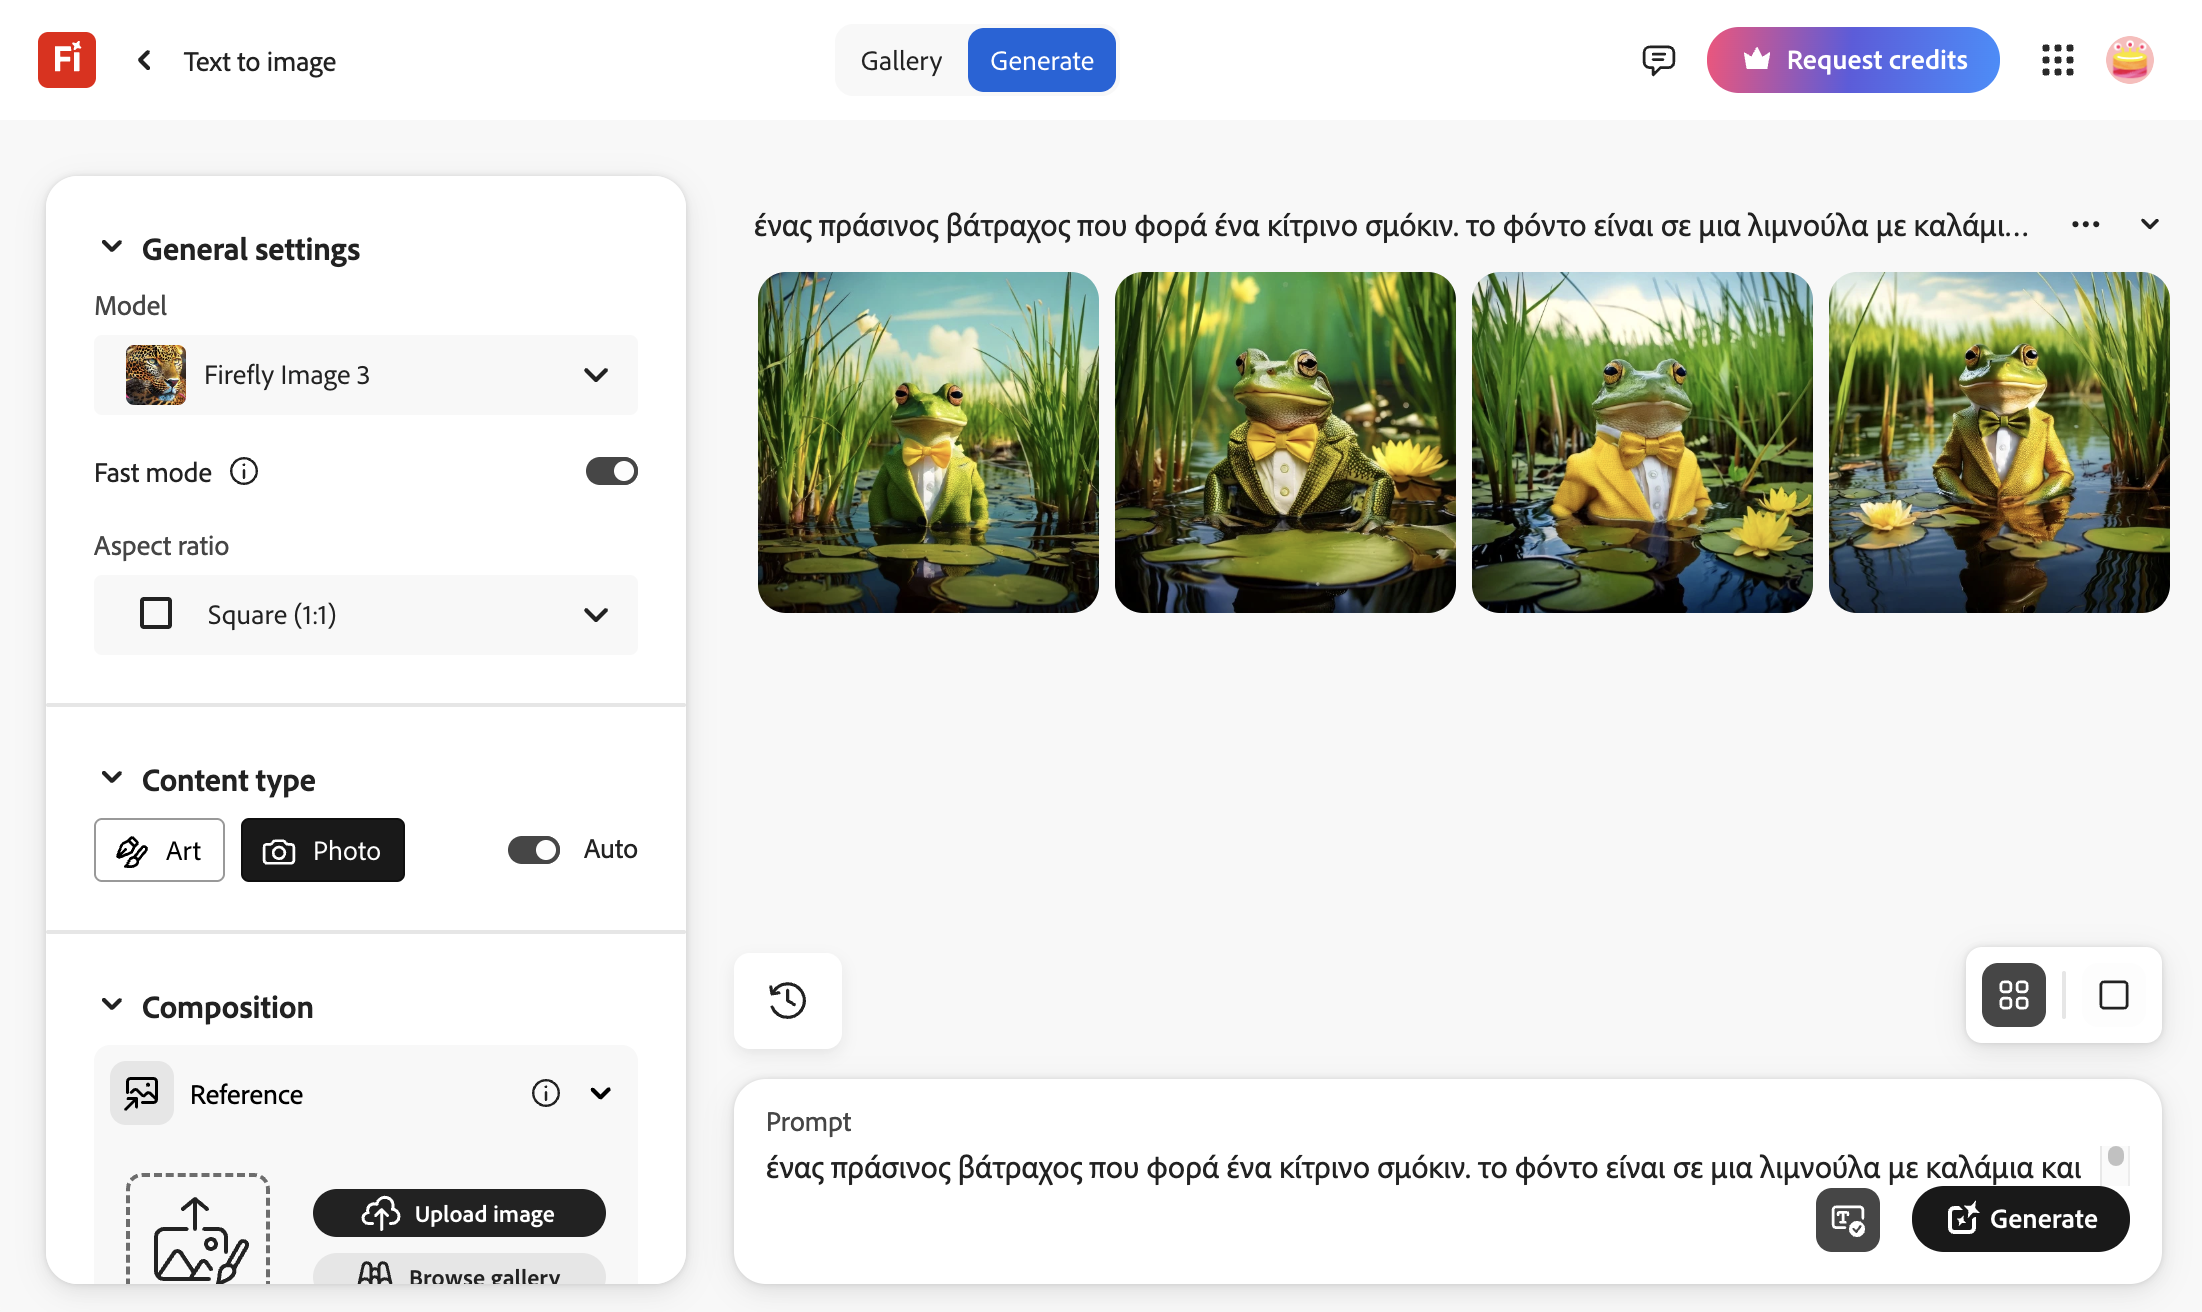 Fi
Text to image
Gallery
Generate
Request credits
General settings
Model
Firefly Image 3
Fast mode
Aspect ratio
Square (1:1)
Content type
Art
Photo
Auto
Composition
Reference
Upload image
Browse gallery
ένας πράσινος βάτραχος που φορά ένα κίτρινο σμόκιν. το φόντο είναι σε μια λιμνούλα με καλάμι...
Prompt
ένας πράσινος βάτραχος που φορά ένα κίτρινο σμόκιν. το φόντο είναι σε μια λιμνούλα με καλάμια και
Generate